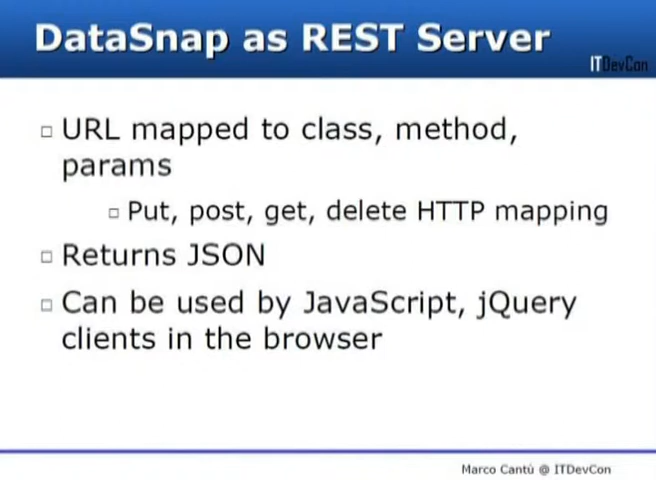 DataSnap as REST Server
ITDevCon
URL mapped to class, method,
params
Put, post, get, delete HTTP mapping
Returns JSON
Can be used by JavaScript, jQuery
clients in the browser
Marco Cantú @ ITDevCon